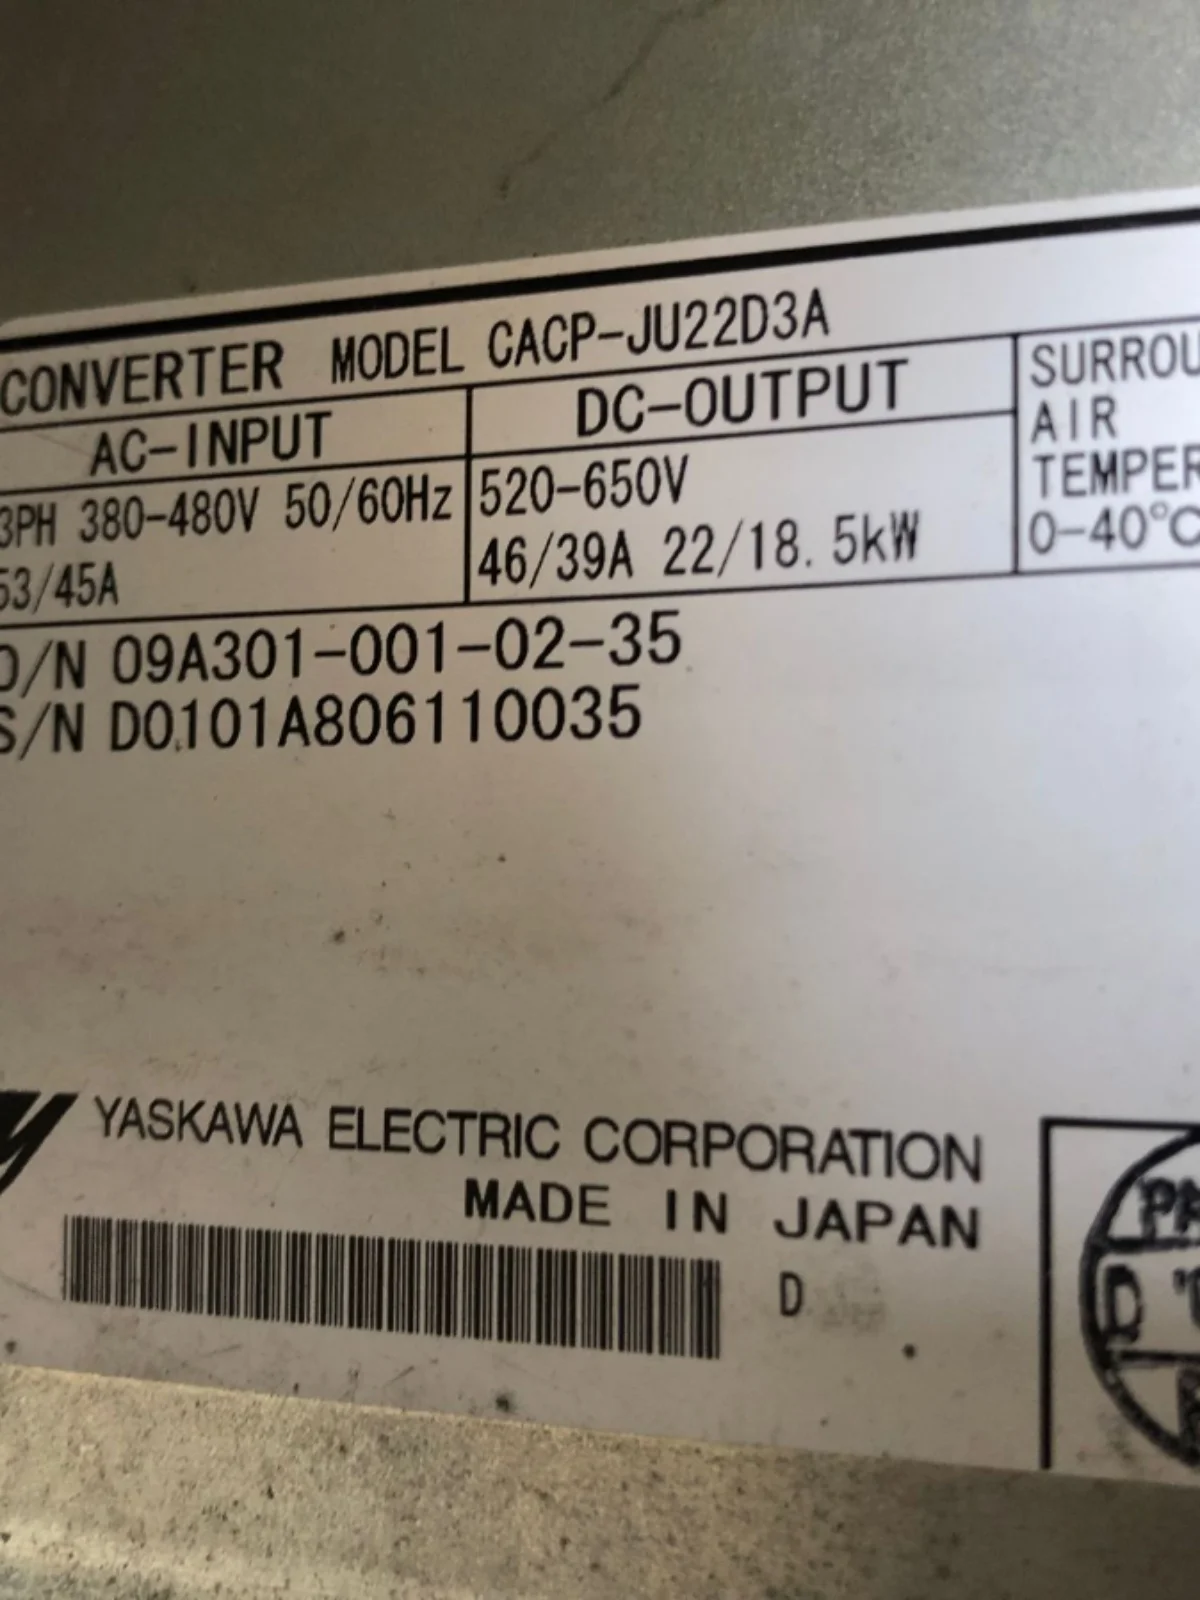 CONVERTER MODEL CACP-JU22D3A
AC-INPUT
DC-OUTPUT
3PH 380-480V 50/60Hz
53/45A
520-650V
46/39A 22/18.5kW
SURROU
AIR
TEMPER
0-40°C
O/N 09A301-001-02-35
S/N D0101A806110035
YASKAWA ELECTRIC CORPORATION
MADE IN JAPAN
D
PA
D